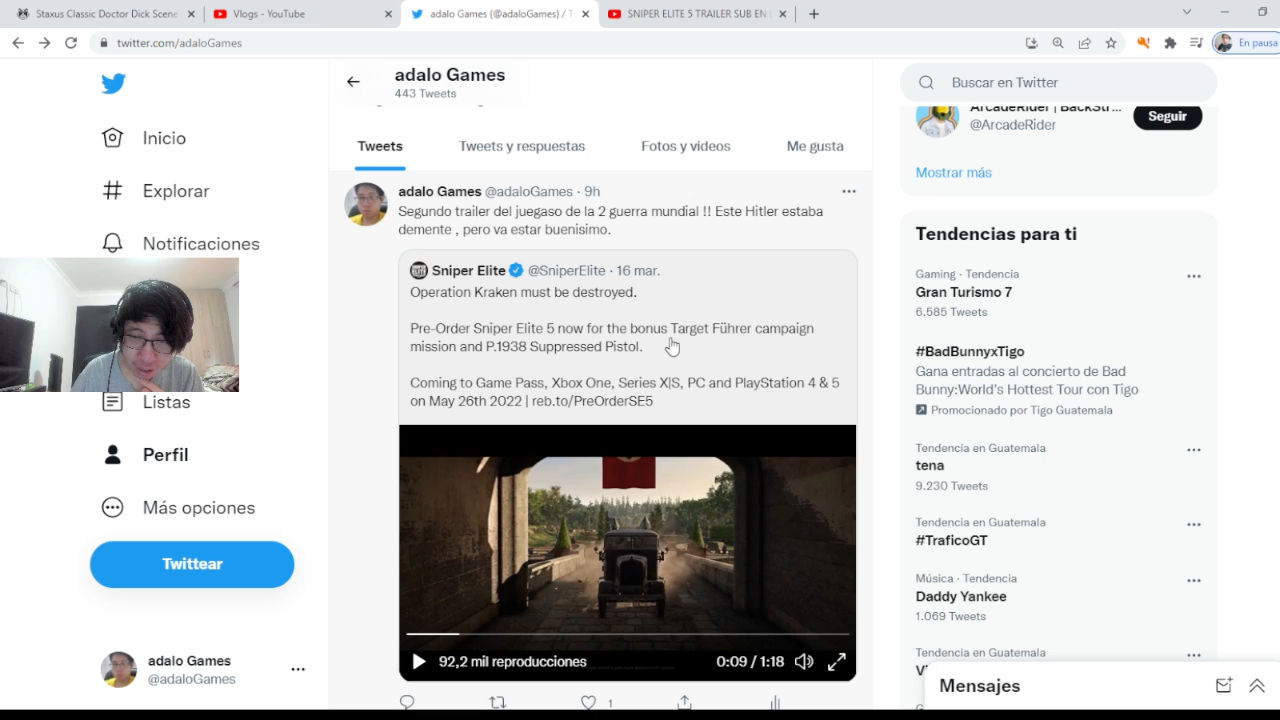 Staxus Classic Doctor Dick Scene
Vlogs - YouTube
adalo Games (@adaloGames) / T
SNIPER ELITE 5 TRAILER SUB EN
twitter.com/adaloGames
En pausa
adalo Games
443 Tweets
Buscar en Twitter
Inicio
Explorar
Notificaciones
Listas
Perfil
Más opciones
Twittear
adalo Games
@adaloGames
Tweets
Tweets y respuestas
Fotos y videos
Me gusta
adalo Games @adaloGames · 9h
Segundo trailer del juegaso de la 2 guerra mundial !! Este Hitler estaba
demente , pero va estar buenisimo.
Sniper Elite @SniperElite · 16 mar.
Operation Kraken must be destroyed.
Pre-Order Sniper Elite 5 now for the bonus Target Führer campaign
mission and P.1938 Suppressed Pistol.
Coming to Game Pass, Xbox One, Series X|S, PC and PlayStation 4 & 5
on May 26th 2022 | reb.to/PreOrderSE5
92,2 mil reproducciones
0:09 / 1:18
1
ArcadeRider | BackStr...
@ArcadeRider
Seguir
Mostrar más
Tendencias para ti
Gaming · Tendencia
Gran Turismo 7
6.585 Tweets
#BadBunnyxTigo
Gana entradas al concierto de Bad
Bunny:World's Hottest Tour con Tigo
Promocionado por Tigo Guatemala
Tendencia en Guatemala
tena
9.230 Tweets
Tendencia en Guatemala
#TraficoGT
Música · Tendencia
Daddy Yankee
1.069 Tweets
Tendencia en Guatemala
Mensajes